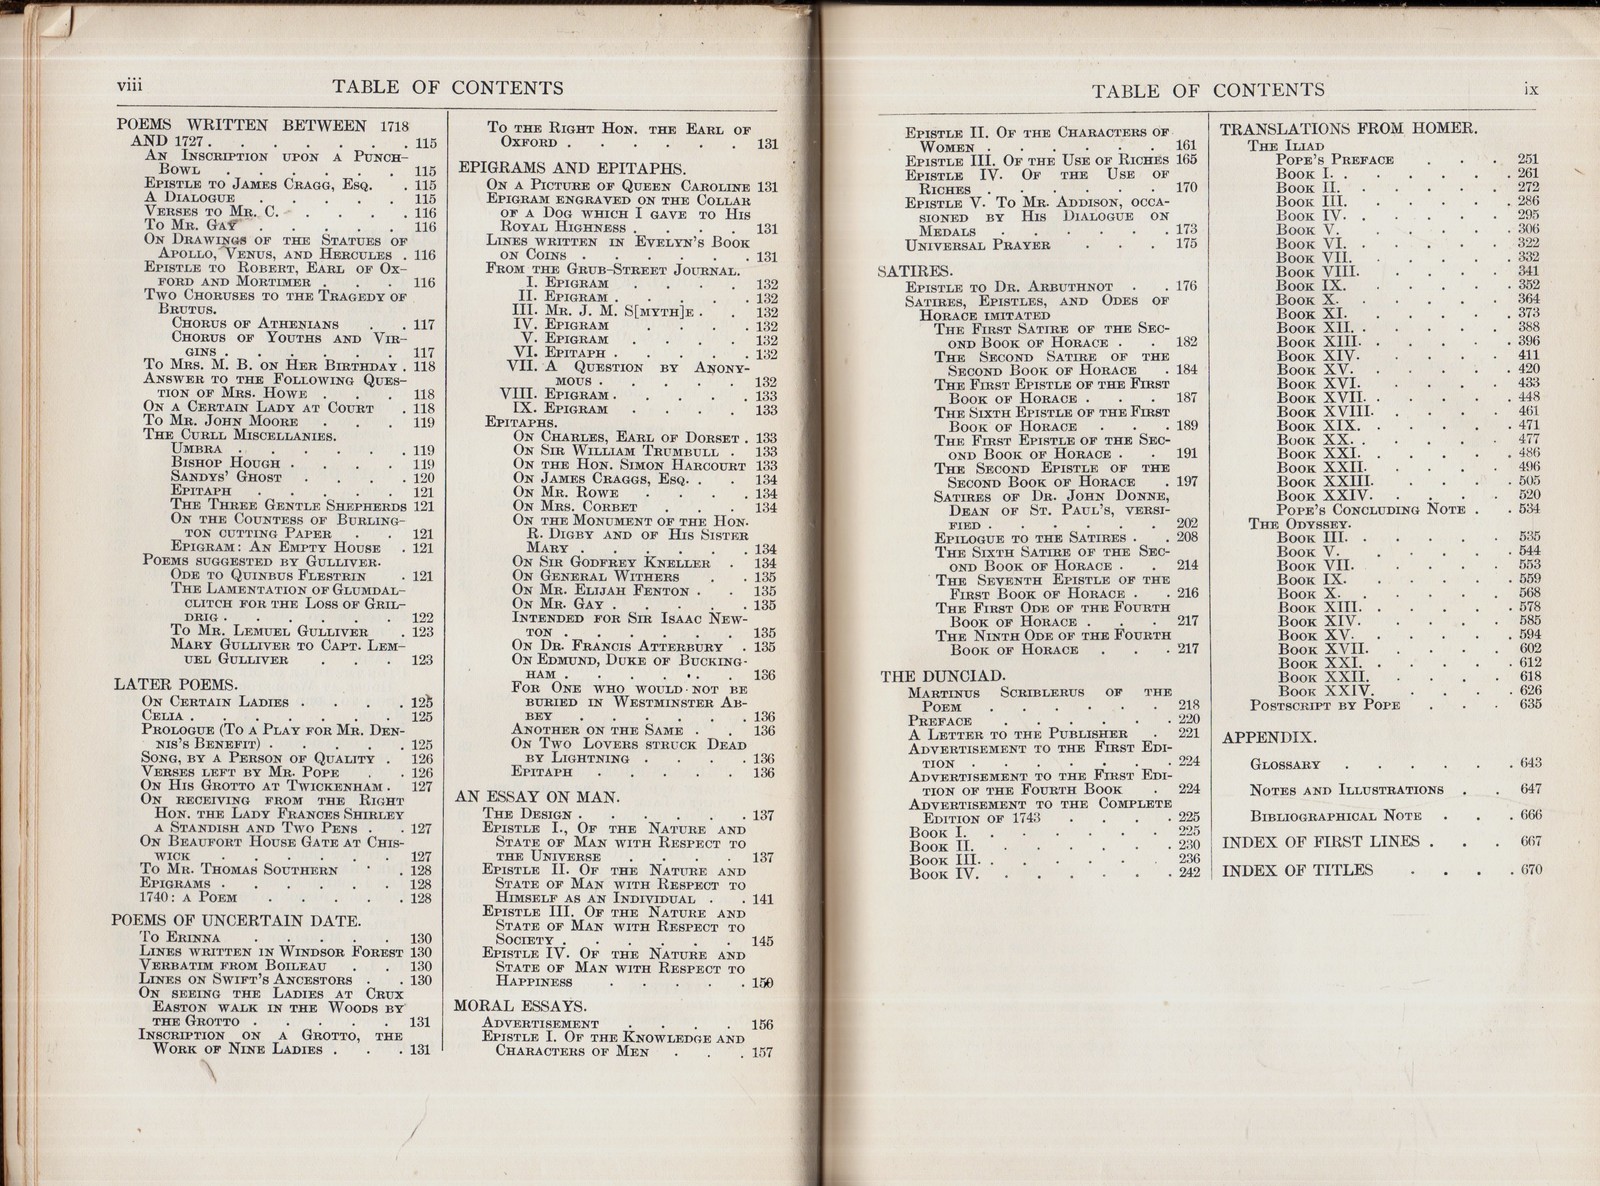 viii
TABLE OF CONTENTS
POEMS WRITTEN BETWEEN 1718
AND 1727 . . . . . . . 115
AN INSCRIPTION UPON A PUNCH-
BOWL . . . . . . 115
EPISTLE TO JAMES CRAGG, ESQ. . 115
A DIALOGUE . . . . . 115
VERSES TO MR. C. . . . . 116
TO MR. GAY . . . . . 116
ON DRAWINGS OF THE STATUES OF
APOLLO, VENUS, AND HERCULES . 116
EPISTLE TO ROBERT, EARL OF OX-
FORD AND MORTIMER . . . 116
TWO CHORUSES TO THE TRAGEDY OF
BRUTUS.
CHORUS OF ATHENIANS . . 117
CHORUS OF YOUTHS AND VIR-
GINS . . . . . . 117
TO MRS. M. B. ON HER BIRTHDAY . 118
ANSWER TO THE FOLLOWING QUES-
TION OF MRS. HOWE . . . 118
ON A CERTAIN LADY AT COURT . 118
TO MR. JOHN MOORE . . . 119
THE CURLL MISCELLANIES.
UMBRA . . . . . . 119
BISHOP HOUGH . . . . 119
SANDYS' GHOST . . . . 120
EPITAPH . . . . . 121
THE THREE GENTLE SHEPHERDS 121
ON THE COUNTESS OF BURLING-
TON CUTTING PAPER . . 121
EPIGRAM: AN EMPTY HOUSE . 121
POEMS SUGGESTED BY GULLIVER.
ODE TO QUINBUS FLESTRIN . 121
THE LAMENTATION OF GLUMDAL-
CLITCH FOR THE LOSS OF GRIL-
DRIG . . . . . . 122
TO MR. LEMUEL GULLIVER . 123
MARY GULLIVER TO CAPT. LEM-
UEL GULLIVER . . . 123
LATER POEMS.
ON CERTAIN LADIES . . . . 125
CELIA . . . . . . . 125
PROLOGUE (TO A PLAY FOR MR. DEN-
NIS'S BENEFIT) . . . . . 125
SONG, BY A PERSON OF QUALITY . 126
VERSES LEFT BY MR. POPE . . 126
ON HIS GROTTO AT TWICKENHAM . 127
ON RECEIVING FROM THE RIGHT
HON. THE LADY FRANCES SHIRLEY
A STANDISH AND TWO PENS . . 127
ON BEAUFORT HOUSE GATE AT CHIS-
WICK . . . . . . 127
TO MR. THOMAS SOUTHERN . . 128
EPIGRAMS . . . . . . 128
1740: A POEM . . . . . 128
POEMS OF UNCERTAIN DATE.
TO ERINNA . . . . . 130
LINES WRITTEN IN WINDSOR FOREST 130
VERBATIM FROM BOILEAU . . 130
LINES ON SWIFT'S ANCESTORS . . 130
ON SEEING THE LADIES AT CRUX
EASTON WALK IN THE WOODS BY
THE GROTTO . . . . . 131
INSCRIPTION ON A GROTTO, THE
WORK OF NINE LADIES . . . 131
TO THE RIGHT HON. THE EARL OF
OXFORD . . . . . . 131
EPIGRAMS AND EPITAPHS.
ON A PICTURE OF QUEEN CAROLINE 131
EPIGRAM ENGRAVED ON THE COLLAR
OF A DOG WHICH I GAVE TO HIS
ROYAL HIGHNESS . . . . 131
LINES WRITTEN IN EVELYN'S BOOK
ON COINS . . . . . . 131
FROM THE GRUB-STREET JOURNAL.
I. EPIGRAM . . . . 132
II. EPIGRAM . . . . . 132
III. MR. J. M. S[MYTH]E . . 132
IV. EPIGRAM . . . . 132
V. EPIGRAM . . . . 132
VI. EPITAPH . . . . . 132
VII. A QUESTION BY ANONY-
MOUS . . . . . 132
VIII. EPIGRAM . . . . . 133
IX. EPIGRAM . . . . 133
EPITAPHS.
ON CHARLES, EARL OF DORSET . 133
ON SIR WILLIAM TRUMBULL . 133
ON THE HON. SIMON HARCOURT 133
ON JAMES CRAGGS, ESQ. . . 134
ON MR. ROWE . . . . 134
ON MRS. CORBET . . . 134
ON THE MONUMENT OF THE HON.
R. DIGBY AND OF HIS SISTER
MARY . . . . . . 134
ON SIR GODFREY KNELLER . 134
ON GENERAL WITHERS . . 135
ON MR. ELIJAH FENTON . . 135
ON MR. GAY . . . . . 135
INTENDED FOR SIR ISAAC NEW-
TON . . . . . . 135
ON DR. FRANCIS ATTERBURY . 135
ON EDMUND, DUKE OF BUCKING-
HAM . . . . . . . 136
FOR ONE WHO WOULD NOT BE
BURIED IN WESTMINSTER AB-
BEY . . . . . . 136
ANOTHER ON THE SAME . . 136
ON TWO LOVERS STRUCK DEAD
BY LIGHTNING . . . . 136
EPITAPH . . . . . 136
AN ESSAY ON MAN.
THE DESIGN . . . . . . 137
EPISTLE I., OF THE NATURE AND
STATE OF MAN WITH RESPECT TO
THE UNIVERSE . . . . 137
EPISTLE II. OF THE NATURE AND
STATE OF MAN WITH RESPECT TO
HIMSELF AS AN INDIVIDUAL . . 141
EPISTLE III. OF THE NATURE AND
STATE OF MAN WITH RESPECT TO
SOCIETY . . . . . . 145
EPISTLE IV. OF THE NATURE AND
STATE OF MAN WITH RESPECT TO
HAPPINESS . . . . . 150
MORAL ESSAYS.
ADVERTISEMENT . . . . 156
EPISTLE I. OF THE KNOWLEDGE AND
CHARACTERS OF MEN . . . 157
TABLE OF CONTENTS
ix
EPISTLE II. OF THE CHARACTERS OF
WOMEN . . . . . . 161
EPISTLE III. OF THE USE OF RICHES 165
EPISTLE IV. OF THE USE OF
RICHES . . . . . . 170
EPISTLE V. TO MR. ADDISON, OCCA-
SIONED BY HIS DIALOGUE ON
MEDALS . . . . . . 173
UNIVERSAL PRAYER . . . 175
SATIRES.
EPISTLE TO DR. ARBUTHNOT . . 176
SATIRES, EPISTLES, AND ODES OF
HORACE IMITATED
THE FIRST SATIRE OF THE SEC-
OND BOOK OF HORACE . . 182
THE SECOND SATIRE OF THE
SECOND BOOK OF HORACE . 184
THE FIRST EPISTLE OF THE FIRST
BOOK OF HORACE . . . 187
THE SIXTH EPISTLE OF THE FIRST
BOOK OF HORACE . . . 189
THE FIRST EPISTLE OF THE SEC-
OND BOOK OF HORACE . . 191
THE SECOND EPISTLE OF THE
SECOND BOOK OF HORACE . 197
SATIRES OF DR. JOHN DONNE,
DEAN OF ST. PAUL'S, VERSI-
FIED . . . . . . 202
EPILOGUE TO THE SATIRES . . 208
THE SIXTH SATIRE OF THE SEC-
OND BOOK OF HORACE . . 214
THE SEVENTH EPISTLE OF THE
FIRST BOOK OF HORACE . . 216
THE FIRST ODE OF THE FOURTH
BOOK OF HORACE . . . 217
THE NINTH ODE OF THE FOURTH
BOOK OF HORACE . . . 217
THE DUNCIAD.
MARTINUS SCRIBLERUS OF THE
POEM . . . . . . 218
PREFACE . . . . . . 220
A LETTER TO THE PUBLISHER . 221
ADVERTISEMENT TO THE FIRST EDI-
TION . . . . . . . 224
ADVERTISEMENT TO THE FIRST EDI-
TION OF THE FOURTH BOOK . 224
ADVERTISEMENT TO THE COMPLETE
EDITION OF 1743 . . . . 225
BOOK I. . . . . . . 225
BOOK II. . . . . . . 230
BOOK III. . . . . . . 236
BOOK IV. . . . . . . 242
TRANSLATIONS FROM HOMER.
THE ILIAD
POPE'S PREFACE . . . 251
BOOK I. . . . . . . 261
BOOK II. . . . . . 272
BOOK III. . . . . . 286
BOOK IV. . . . . . 295
BOOK V. . . . . . 306
BOOK VI. . . . . . 322
BOOK VII. . . . . . 332
BOOK VIII. . . . . . 341
BOOK IX. . . . . . 352
BOOK X. . . . . . 364
BOOK XI. . . . . . 373
BOOK XII. . . . . . 388
BOOK XIII. . . . . . 396
BOOK XIV. . . . . 411
BOOK XV. . . . . . 420
BOOK XVI. . . . . 433
BOOK XVII. . . . . . 448
BOOK XVIII. . . . . 461
BOOK XIX. . . . . . 471
BOOK XX. . . . . . 477
BOOK XXI. . . . . . 486
BOOK XXII. . . . . 496
BOOK XXIII. . . . . 505
BOOK XXIV. . . . . 520
POPE'S CONCLUDING NOTE . . 534
THE ODYSSEY.
BOOK III. . . . . . 535
BOOK V. . . . . . 544
BOOK VII. . . . . . 553
BOOK IX. . . . . . 559
BOOK X. . . . . . 568
BOOK XIII. . . . . . 578
BOOK XIV. . . . . 585
BOOK XV. . . . . . 594
BOOK XVII. . . . . 602
BOOK XXI. . . . . . 612
BOOK XXII. . . . . 618
BOOK XXIV. . . . . 626
POSTSCRIPT BY POPE . . . 635
APPENDIX.
GLOSSARY . . . . . . 643
NOTES AND ILLUSTRATIONS . . 647
BIBLIOGRAPHICAL NOTE . . . 666
INDEX OF FIRST LINES . . . 667
INDEX OF TITLES . . . . 670